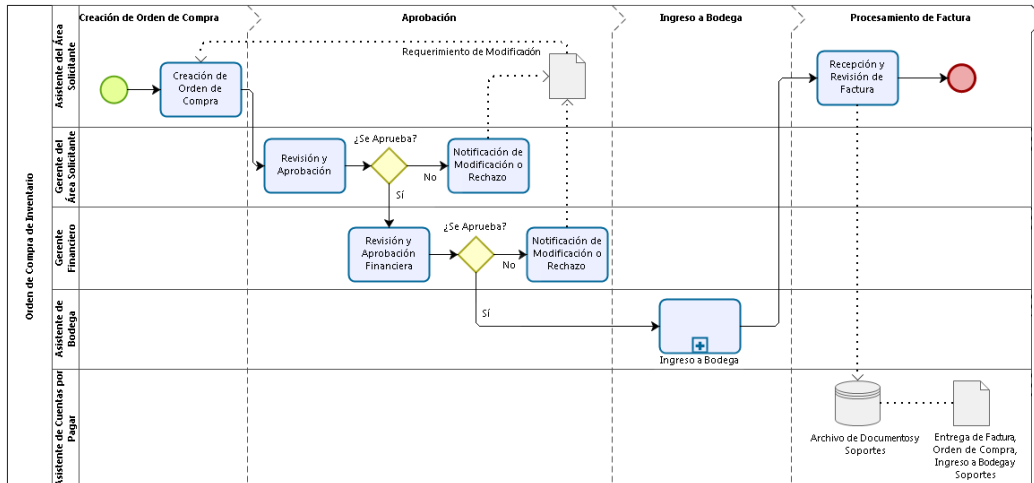 Orden de Compra de Inventario
Creación de Orden de Compra
Aprobación
Ingreso a Bodega
Procesamiento de Factura
Asistente del Área
Solicitante
Creación de
Orden de
Compra
Requerimiento de Modificación
Recepción y
Revisión de
Factura
Gerente del
Área Solicitante
Revisión y
Aprobación
¿Se Aprueba?
No
Sí
Notificación de
Modificación o
Rechazo
Gerente
Financiero
Revisión y
Aprobación
Financiera
¿Se Aprueba?
No
Sí
Notificación de
Modificación o
Rechazo
Asistente de
Bodega
Ingreso a Bodega
Asistente de Cuentas por
Pagar
Archivo de Documentos y
Soportes
Entrega de Factura,
Orden de Compra,
Ingreso a Bodega y
Soportes